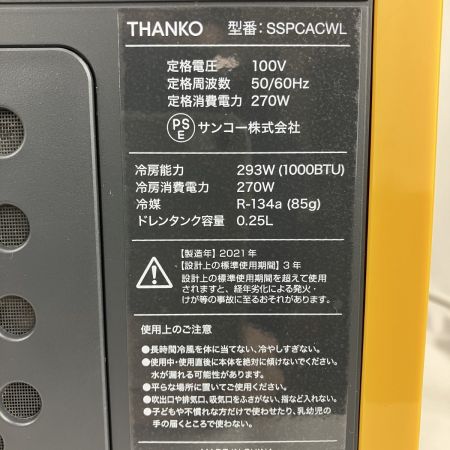 THANKO 型番：SSPCACWL
定格電圧 100V
定格周波数 50/60Hz
定格消費電力 270W
PSE サンコー株式会社
冷房能力 293W (1000BTU)
冷房消費電力 270W
冷媒 R-134a (85g)
ドレンタンク容量 0.25L
【製造年】2021年
【設計上の標準使用期間】3年
設計上の標準使用期間を超えて使用
されますと、経年劣化による発火・
けが等の事故に至るおそれがあります。
使用上のご注意
●長時間冷風を体に当てない、冷やしすぎない。
●使用中・使用直後に本体を絶対に傾けないでください。
水が漏れる可能性があります。
●平らな場所に置いてご使用ください。
●吹出口や排気口、吸気口をふさがない、指など入れない。
●子どもや不慣れな方だけで使わせたり、乳幼児の
手の届くところで使わない。